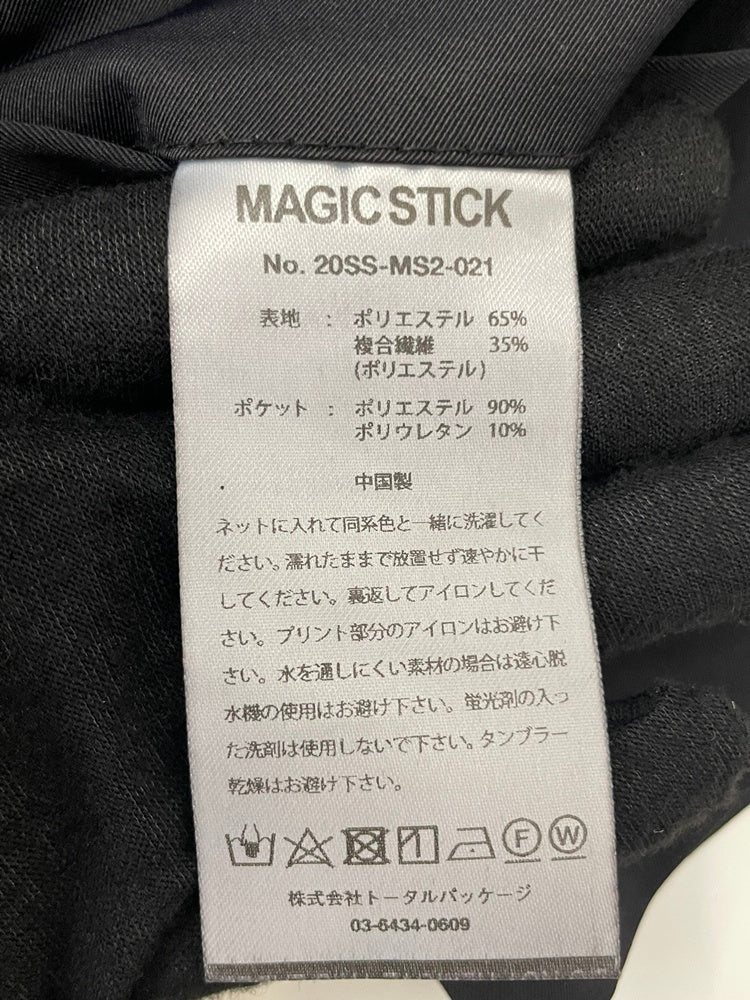 MAGIC STICK
No. 20SS-MS2-021
表地 : ポリエステル 65%
複合繊維 35%
(ポリエステル)
ポケット : ポリエステル 90%
ポリウレタン 10%
中国製
ネットに入れて同系色と一緒に洗濯してく
ださい。濡れたままで放置せず速やかに干
してください。裏返してアイロンしてくだ
さい。プリント部分のアイロンはお避け下
さい。水を通しにくい素材の場合は遠心脱
水機の使用はお避け下さい。蛍光剤の入っ
た洗剤は使用しないで下さい。タンブラー
乾燥はお避け下さい。
F W
株式会社トータルパッケージ
03-6434-0609